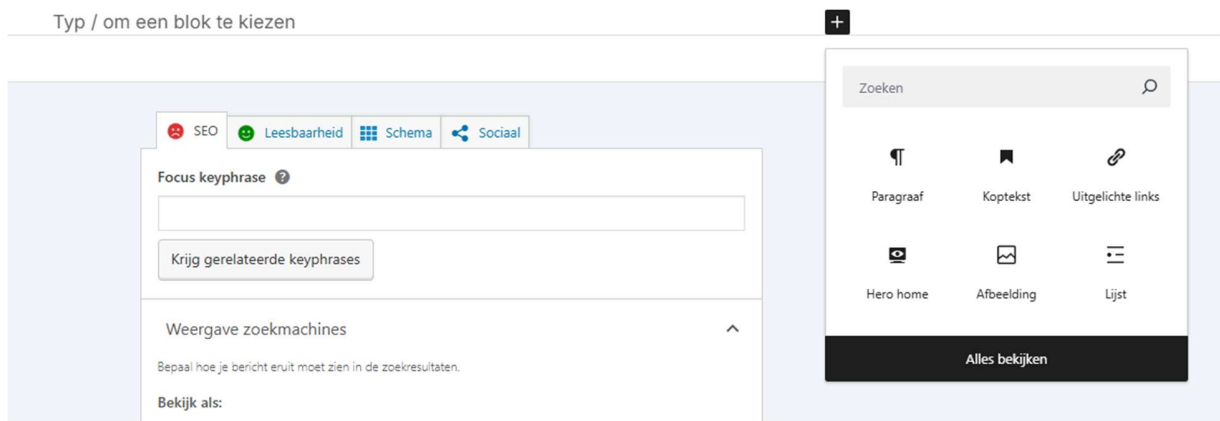 Typ / om een blok te kiezen
Zoeken
SEO
Leesbaarheid
Schema
Sociaal
Focus keyphrase
Krijg gerelateerde keyphrases
Weergave zoekmachines
Bepaal hoe je bericht eruit moet zien in de zoekresultaten.
Bekijk als:
Paragraaf
Koptekst
Uitgelichte links
Hero home
Afbeelding
Lijst
Alles bekijken